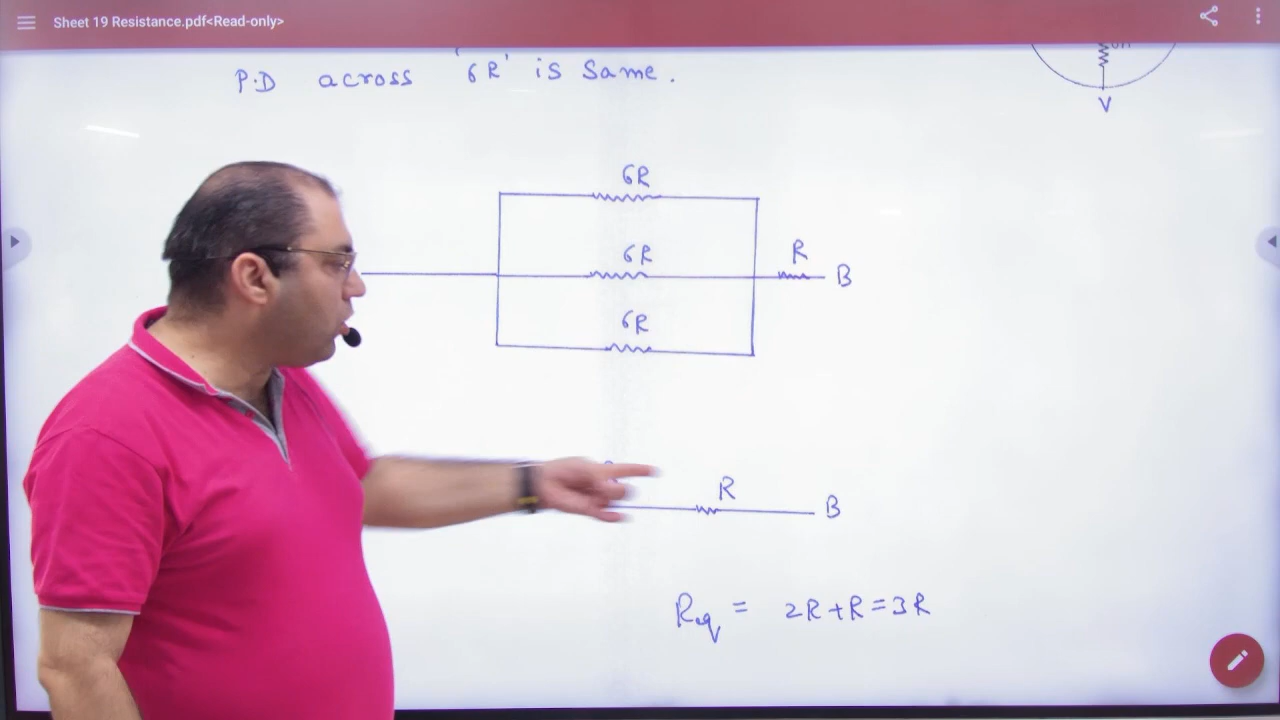 Sheet 19 Resistance.pdf<Read-only>
P.D across '6R' is same.
V
6R
6R
R
B
6R
R
B
Req = 2R+R=3R